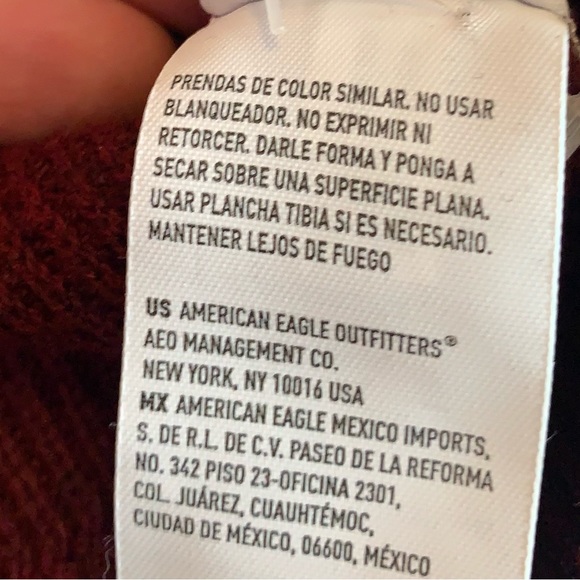 PRENDAS DE COLOR SIMILAR. NO USAR
BLANQUEADOR. NO EXPRIMIR NI
RETORCER. DARLE FORMA Y PONGA A
SECAR SOBRE UNA SUPERFICIE PLANA.
USAR PLANCHA TIBIA SI ES NECESARIO.
MANTENER LEJOS DE FUEGO
US AMERICAN EAGLE OUTFITTERS®
AEO MANAGEMENT CO.
NEW YORK, NY 10016 USA
MX AMERICAN EAGLE MEXICO IMPORTS,
S. DE R.L. DE C.V. PASEO DE LA REFORMA
NO. 342 PISO 23-OFICINA 2301,
COL. JUÁREZ, CUAUHTÉMOC,
CIUDAD DE MÉXICO, 06600, MÉXICO